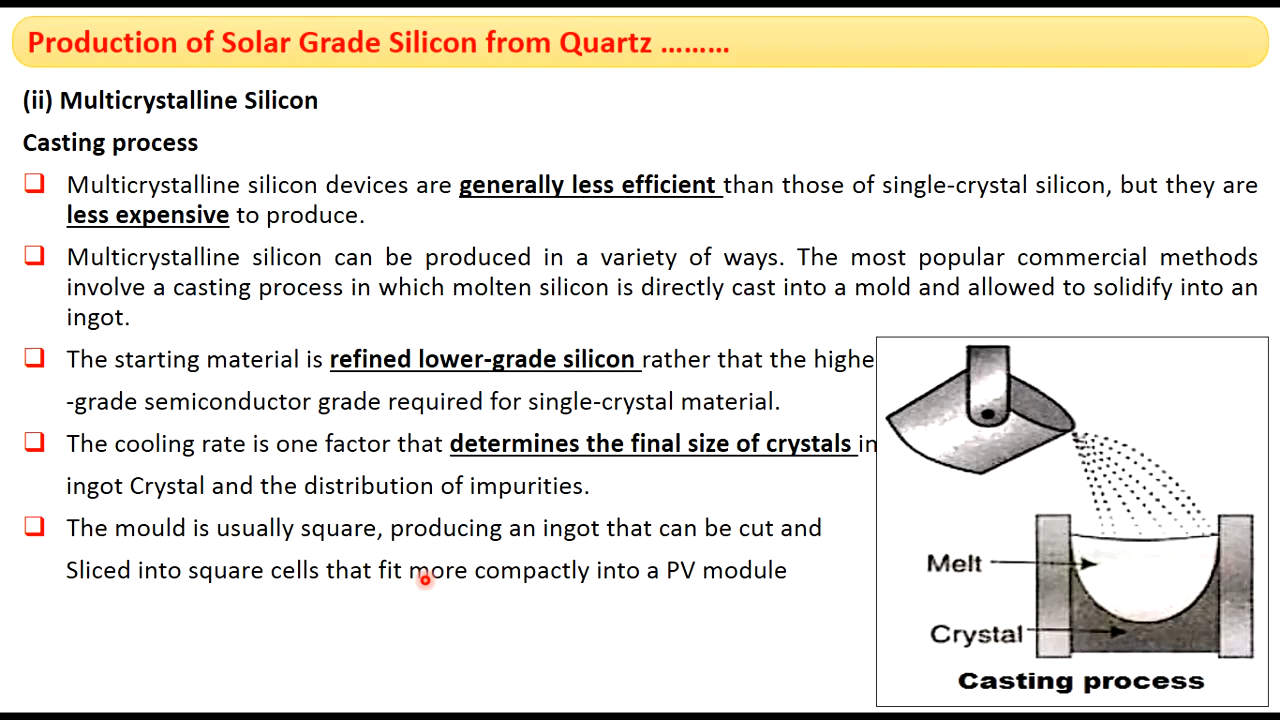 Production of Solar Grade Silicon from Quartz .........
(ii) Multicrystalline Silicon
Casting process
Multicrystalline silicon devices are generally less efficient than those of single-crystal silicon, but they are
less expensive to produce.
Multicrystalline silicon can be produced in a variety of ways. The most popular commercial methods
involve a casting process in which molten silicon is directly cast into a mold and allowed to solidify into an
ingot.
The starting material is refined lower-grade silicon rather that the highe
-grade semiconductor grade required for single-crystal material.
The cooling rate is one factor that determines the final size of crystals in
ingot Crystal and the distribution of impurities.
The mould is usually square, producing an ingot that can be cut and
Sliced into square cells that fit more compactly into a PV module
Melt
Crystal
Casting process